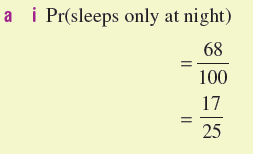 a i Pr(sleeps only at night)
= 68/100
= 17/25